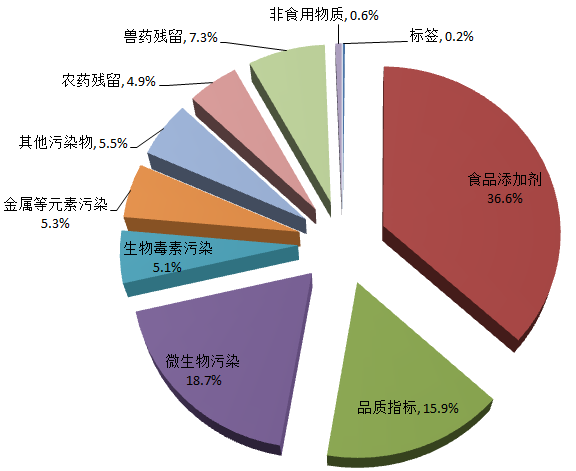 非食用物质, 0.6%
兽药残留, 7.3%
标签, 0.2%
农药残留, 4.9%
其他污染物, 5.5%
食品添加剂
36.6%
金属等元素污染
5.3%
生物毒素污染
5.1%
微生物污染
18.7%
品质指标, 15.9%